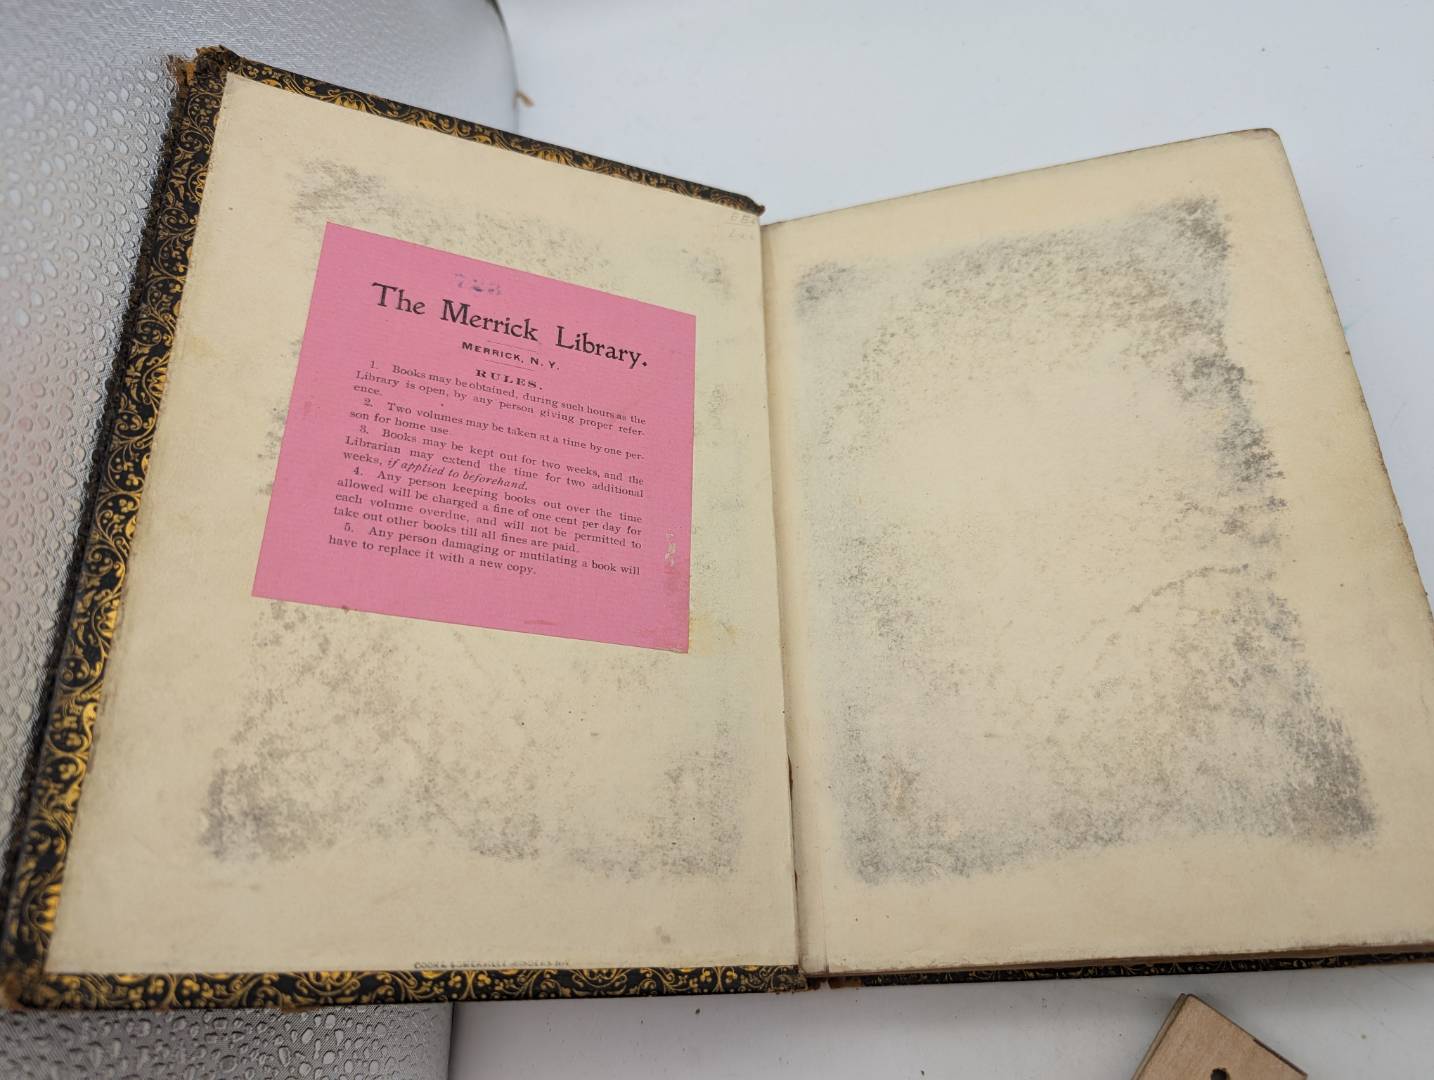 728
The Merrick Library.
MERRICK, N. Y.
RULES.
1. Books may be obtained, during such hours as the
Library is open, by any person giving proper refer-
ence.
2. Two volumes may be taken at a time by one per-
son for home use.
3. Books may be kept out for two weeks, and the
Librarian may extend the time for two additional
weeks, if applied to beforehand.
4. Any person keeping books out over the time
allowed will be charged a fine of one cent per day for
each volume overdue, and will not be permitted to
take out other books till all fines are paid.
5. Any person damaging or mutilating a book will
have to replace it with a new copy.